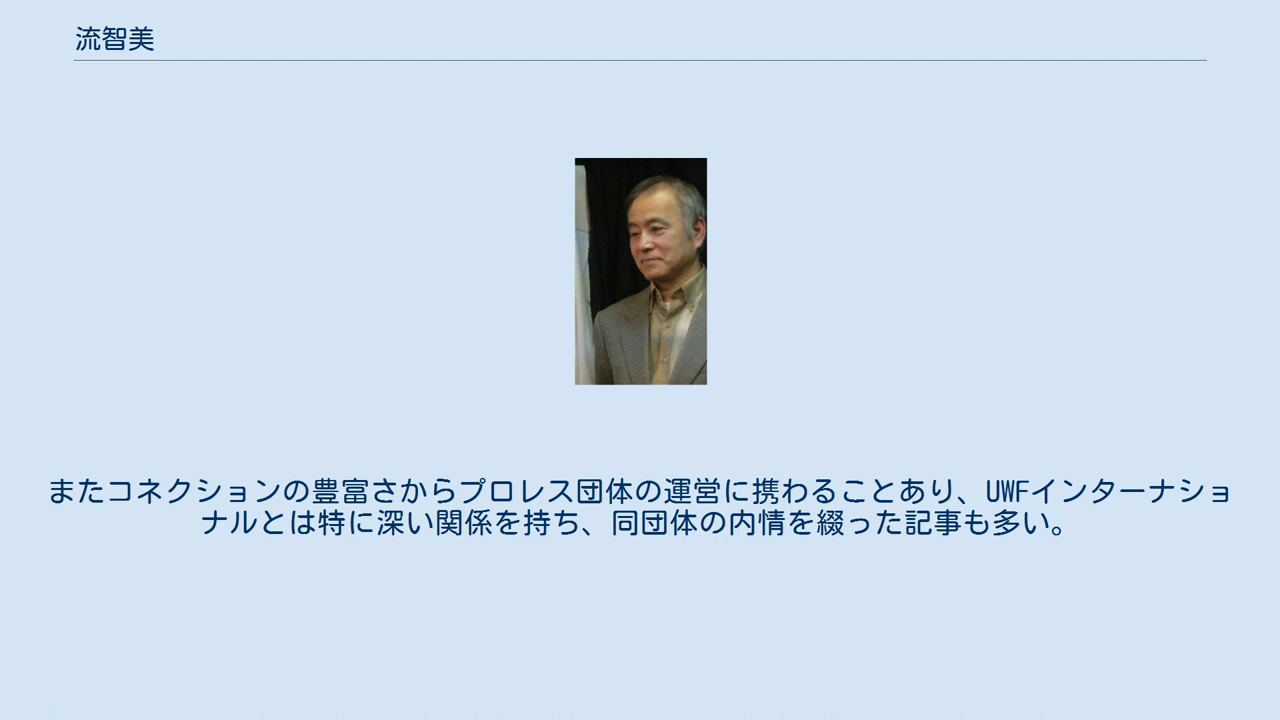 流智美
またコネクションの豊富さからプロレス団体の運営に携わることあり、UWFインターナショ
ナルとは特に深い関係を持ち、同団体の内情を綴った記事も多い。